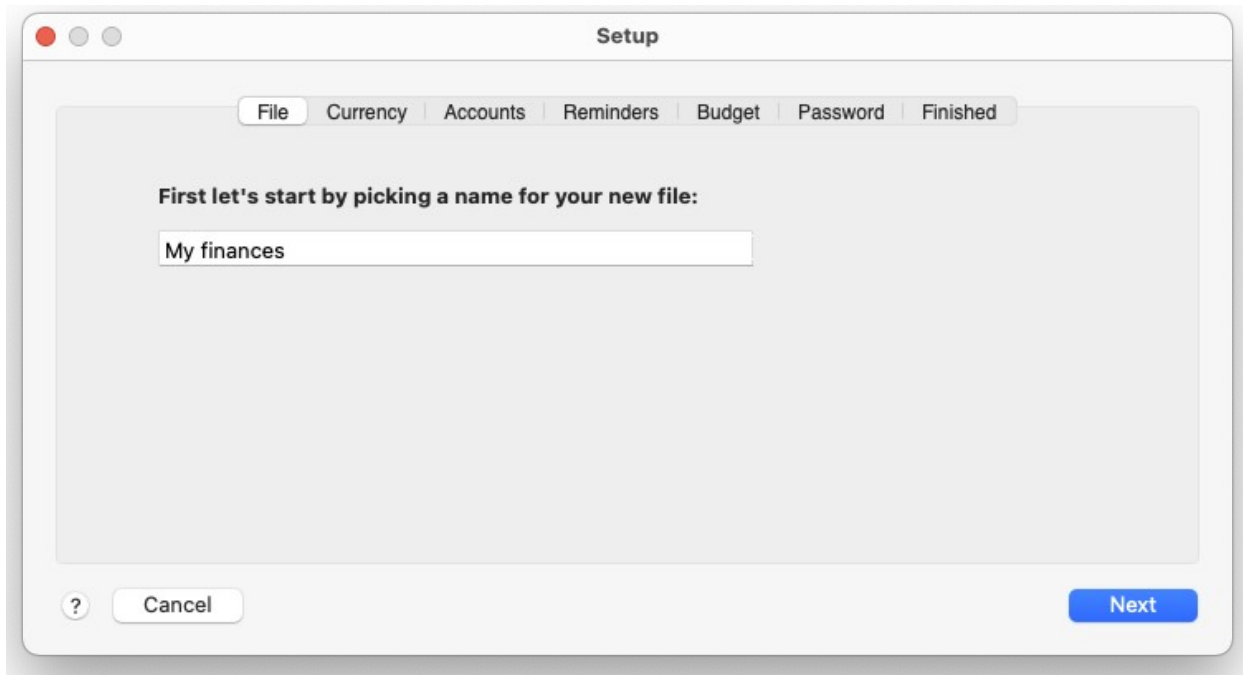 Setup
File Currency Accounts Reminders Budget Password Finished
First let's start by picking a name for your new file:
My finances
? Cancel Next